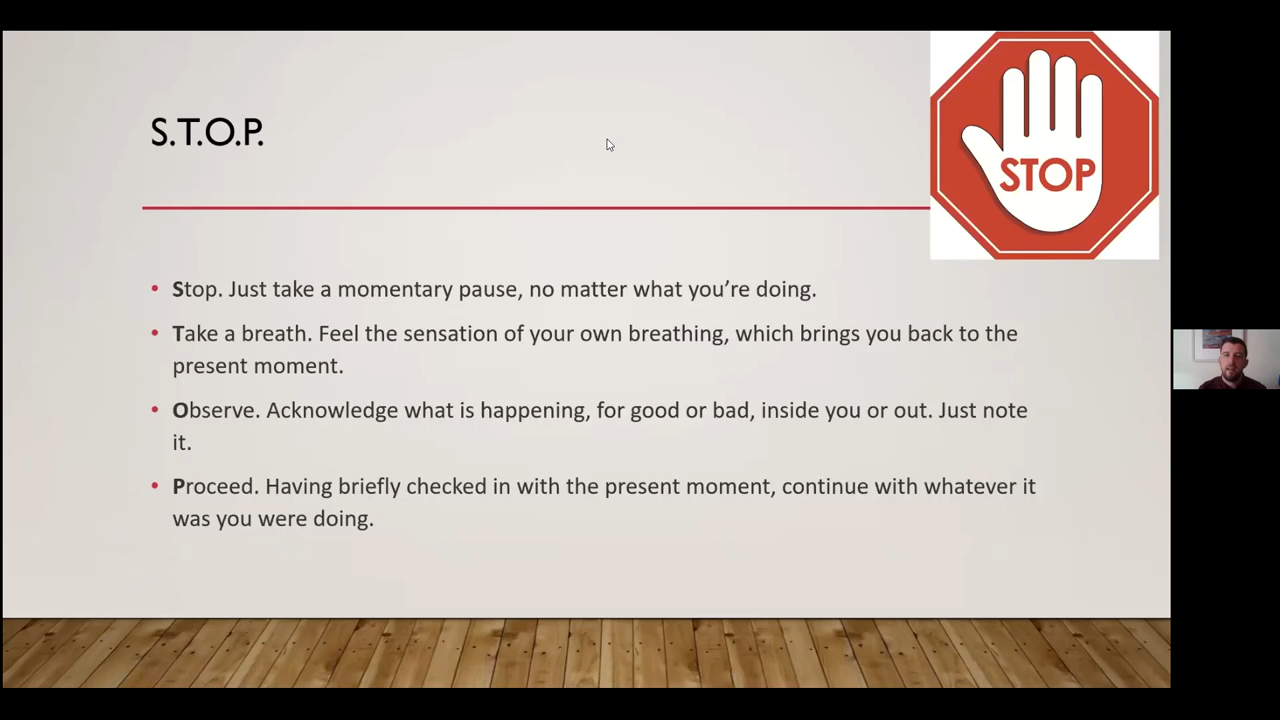 S.T.O.P.
STOP
Stop. Just take a momentary pause, no matter what you’re doing.
Take a breath. Feel the sensation of your own breathing, which brings you back to the
present moment.
Observe. Acknowledge what is happening, for good or bad, inside you or out. Just note
it.
Proceed. Having briefly checked in with the present moment, continue with whatever it
was you were doing.